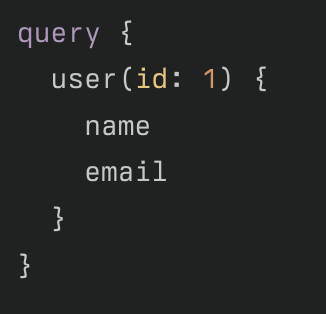 query {
  user(id: 1) {
    name
    email
  }
}